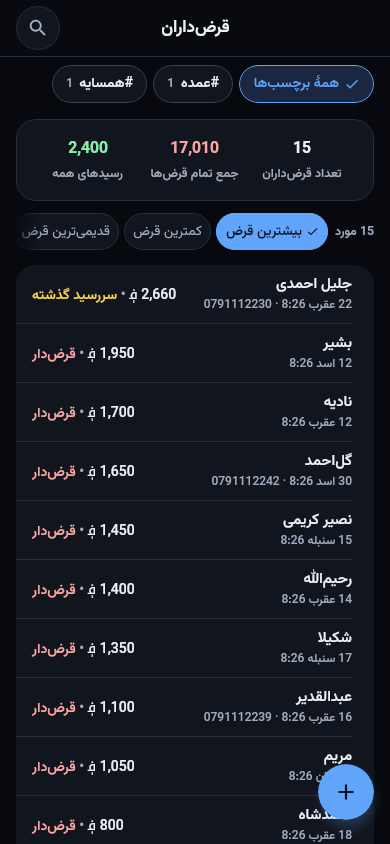 قرض‌داران
همهٔ برچسب‌ها
#عمده 1
#همسایه 1
15
17,010
2,400
تعداد قرض‌داران
جمع تمام قرض‌ها
رسیدهای همه
15 مورد
بیشترین قرض
کمترین قرض
قدیمی‌ترین قرض
جلیل احمدی
22 عقرب 8:26 · 0791112230
2,660 ؋ • سررسید گذشته
بشیر
12 اسد 8:26
1,950 ؋ • قرض‌دار
نادیه
12 عقرب 8:26
1,700 ؋ • قرض‌دار
گل‌احمد
30 اسد 8:26 · 0791112242
1,650 ؋ • قرض‌دار
نصیر کریمی
15 سنبله 8:26
1,450 ؋ • قرض‌دار
رحیم‌الله
14 عقرب 8:26
1,400 ؋ • قرض‌دار
شکیلا
17 سنبله 8:26
1,350 ؋ • قرض‌دار
عبدالقدیر
16 عقرب 8:26 · 0791112239
1,100 ؋ • قرض‌دار
مریم
8:26
1,050 ؋ • قرض‌دار
18 عقرب 8:26
800 ؋ • قرض‌دار